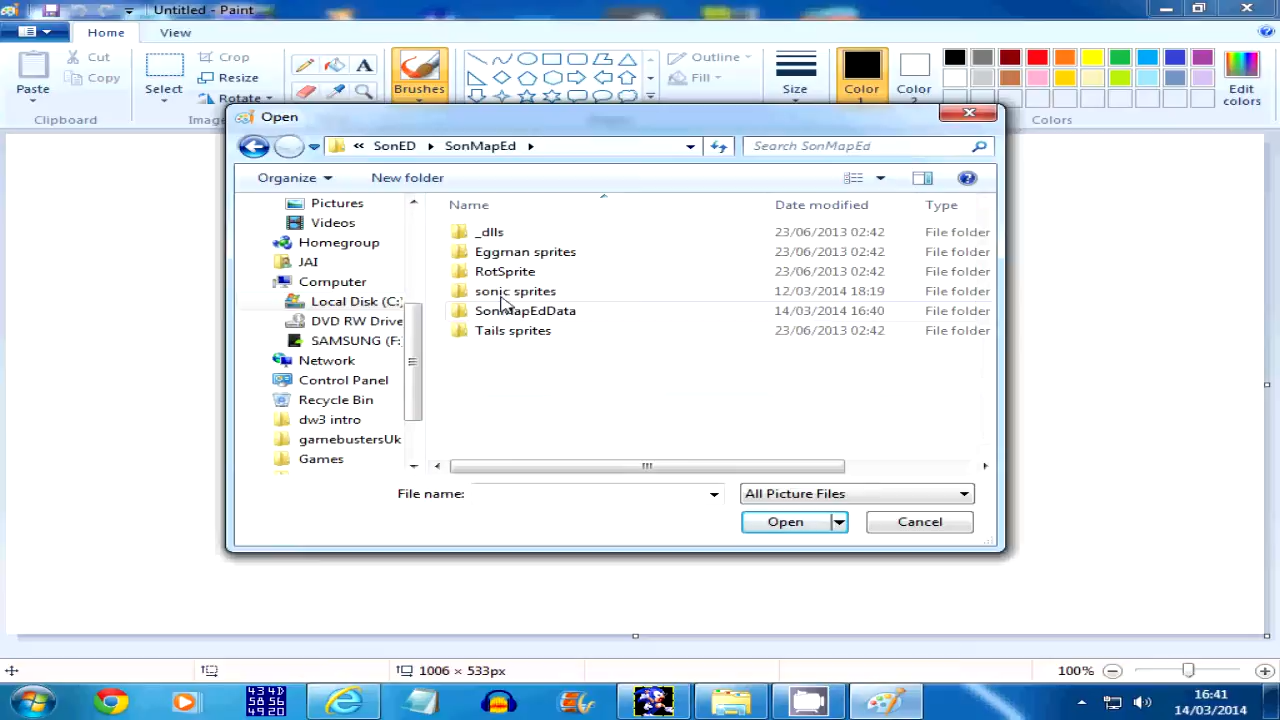 Untitled - Paint
Home View
Paste
Cut
Copy
Clipboard
Select
Crop
Resize
Rotate
Brushes
Outline
Fill
Size
Color 1
Color 2
Edit colors
Colors
Open
« SonED SonMapEd
Search SonMapEd
Organize New folder
Name Date modified Type
Pictures
Videos
Homegroup
JAI
Computer
Local Disk (C:)
DVD RW Drive
SAMSUNG (F:
Network
Control Panel
Recycle Bin
dw3 intro
gamebustersUk
Games
_dlls 23/06/2013 02:42 File folder
Eggman sprites 23/06/2013 02:42 File folder
RotSprite 23/06/2013 02:42 File folder
sonic sprites 12/03/2014 18:19 File folder
SonMapEdData 14/03/2014 16:40 File folder
Tails sprites 23/06/2013 02:42 File folder
File name: All Picture Files
Open Cancel
1006 × 533px 100%
434D
5856
4920
16:41
14/03/2014